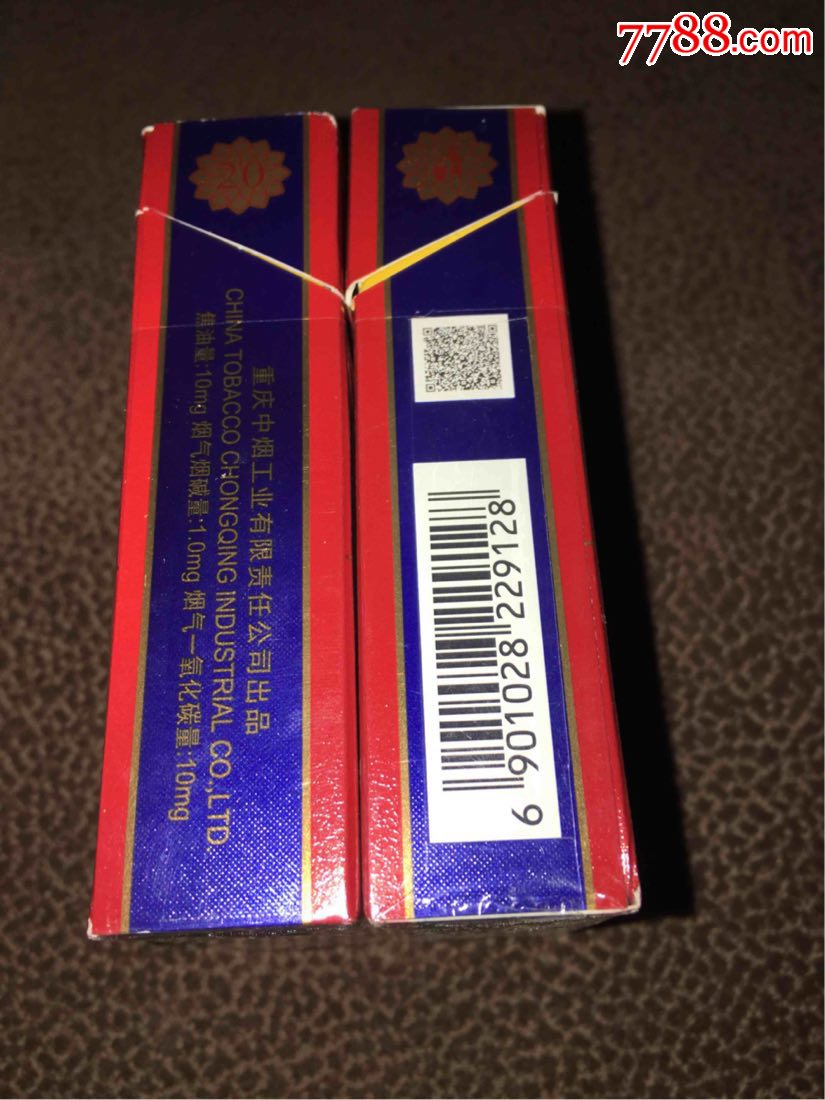 7788.com
20
重庆中烟工业有限责任公司出品
CHINA TOBACCO CHONGQING INDUSTRIAL CO.,LTD.
焦油量:10mg 烟气烟碱量:1.0mg 烟气一氧化碳量:10mg
6 901028 229128